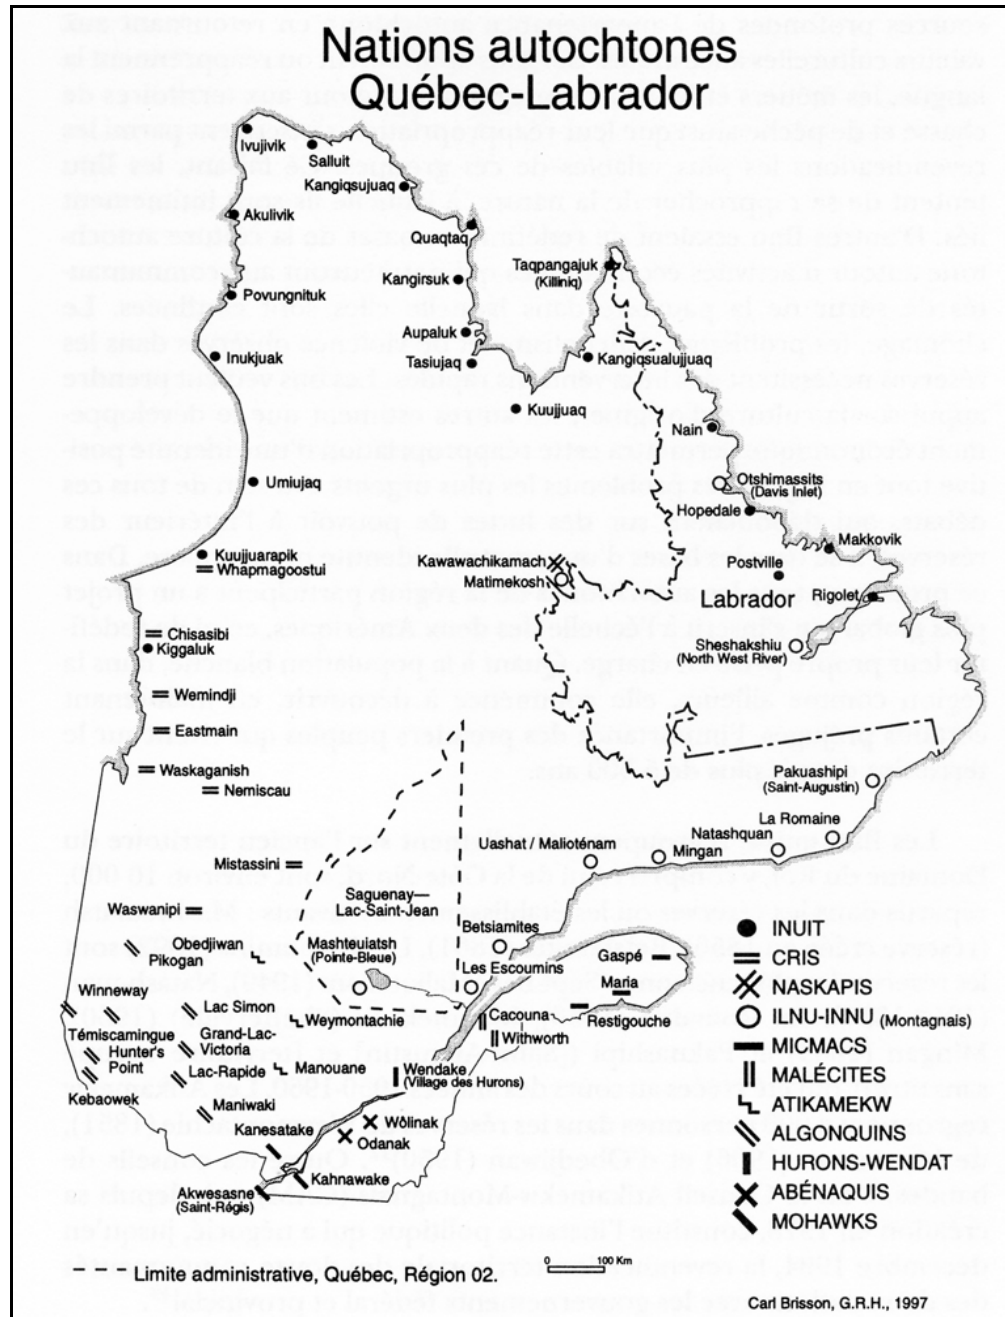 Nations autochtones
Québec-Labrador
Ivujivik
Salluit
Kangiqsujuaq
Akulivik
Quaqtaq
Taqpangajuk
(Killiniq)
Kangirsuk
Povungnituk
Aupaluk
Inukjuak
Tasiujaq
Kangiqsualujjuaq
Kuujjuaq
Nain
Umiujaq
Otshimassits
(Davis Inlet)
Hopedale
Makkovik
Kuujjuarapik
Whapmagoostui
Kawawachikamach
Matimekosh
Postville
Labrador
Rigolet
Chisasibi
Kiggaluk
Sheshakshiu
(North West River)
Wemindji
Eastmain
Waskaganish
Nemiscau
Pakuashipi
(Saint-Augustin)
La Romaine
Natashquan
Mingan
Uashat / Malioténam
Mistassini
Saguenay—
Lac-Saint-Jean
Waswanipi
Betsiamites
Obedjiwan
Pikogan
Mashteuiatsh
(Pointe-Bleue)
Les Escoumins
Gaspé
Maria
Restigouche
Winneway
Lac Simon
Weymontachie
Cacouna
Withworth
Témiscamingue
Grand-Lac-
Victoria
Hunter's
Point
Lac-Rapide
Manouane
Wendake
(Village des Hurons)
Kebaowek
Maniwaki
Kanesatake
Wôlinak
Odanak
Kahnawake
Akwesasne
(Saint-Régis)
INUIT
CRIS
NASKAPIS
ILNU-INNU (Montagnais)
MICMACS
MALÉCITES
ATIKAMEKW
ALGONQUINS
HURONS-WENDAT
ABÉNAQUIS
MOHAWKS
0 100 Km
— – Limite administrative, Québec, Région 02.
Carl Brisson, G.R.H., 1997